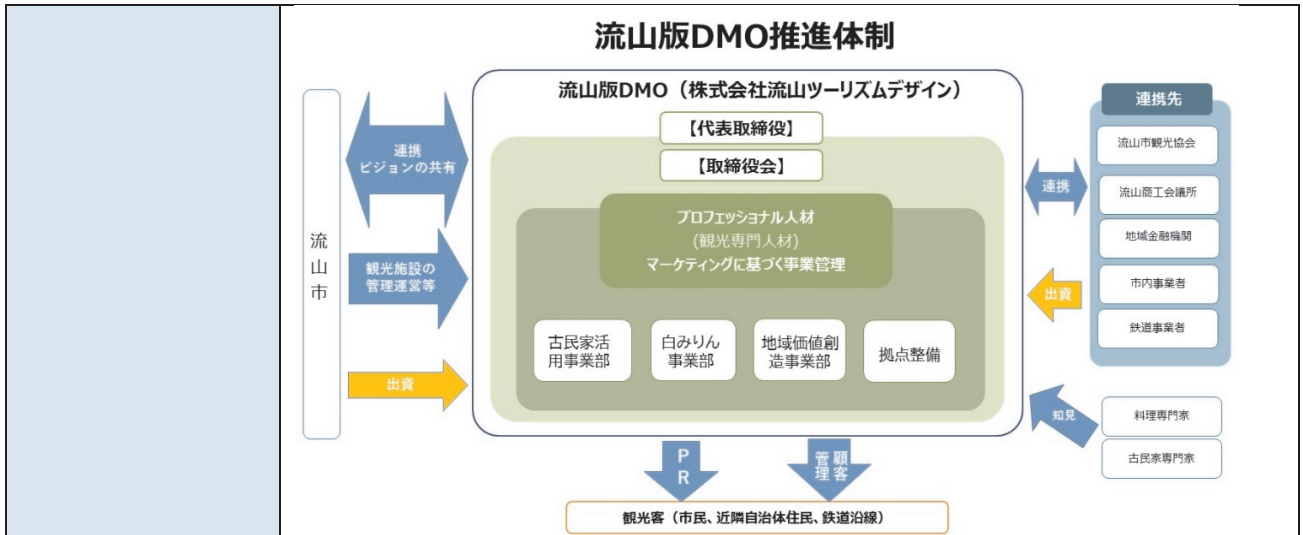 流山版DMO推進体制
流山版DMO（株式会社流山ツーリズムデザイン）
【代表取締役】
【取締役会】
プロフェッショナル人材
(観光専門人材)
マーケティングに基づく事業管理
古民家活
用事業部
白みりん
事業部
地域価値創
造事業部
拠点整備
流山市
連携
ビジョンの共有
観光施設の
管理運営等
出資
連携先
流山市観光協会
流山商工会議所
地域金融機関
市内事業者
鉄道事業者
連携
出資
知見
料理専門家
古民家専門家
PR
顧客
管理
観光客（市民、近隣自治体住民、鉄道沿線）